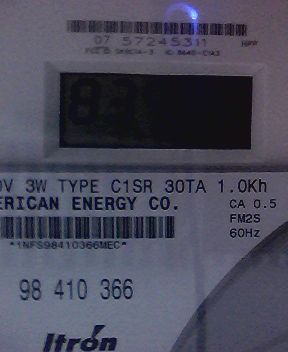 07 57245311
0V 3W TYPE C1SR 30TA 1.0Kh
ERICAN ENERGY CO. CA 0.5
FM2S
*1NFS98410366MEC* 60Hz
98 410 366
Itron